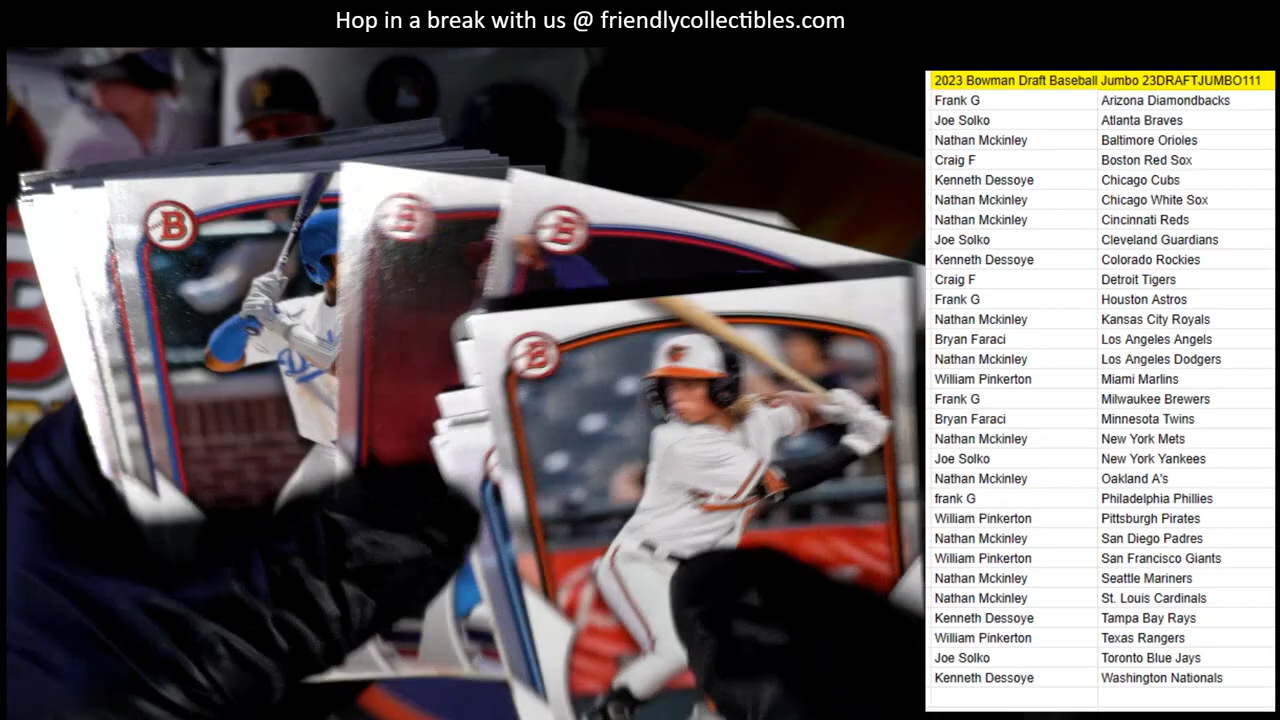 Hop in a break with us @ friendlycollectibles.com
2023 Bowman Draft Baseball Jumbo 23DRAFTJUMBO111
Frank G Arizona Diamondbacks
Joe Solko Atlanta Braves
Nathan Mckinley Baltimore Orioles
Craig F Boston Red Sox
Kenneth Dessoye Chicago Cubs
Nathan Mckinley Chicago White Sox
Nathan Mckinley Cincinnati Reds
Joe Solko Cleveland Guardians
Kenneth Dessoye Colorado Rockies
Craig F Detroit Tigers
Frank G Houston Astros
Nathan Mckinley Kansas City Royals
Bryan Faraci Los Angeles Angels
Nathan Mckinley Los Angeles Dodgers
William Pinkerton Miami Marlins
Frank G Milwaukee Brewers
Bryan Faraci Minnesota Twins
Nathan Mckinley New York Mets
Joe Solko New York Yankees
Nathan Mckinley Oakland A's
frank G Philadelphia Phillies
William Pinkerton Pittsburgh Pirates
Nathan Mckinley San Diego Padres
William Pinkerton San Francisco Giants
Nathan Mckinley Seattle Mariners
Nathan Mckinley St. Louis Cardinals
Kenneth Dessoye Tampa Bay Rays
William Pinkerton Texas Rangers
Joe Solko Toronto Blue Jays
Kenneth Dessoye Washington Nationals
B
B
B
B